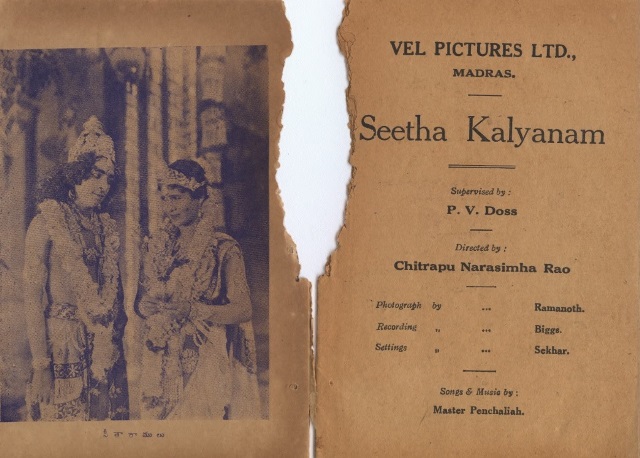 VEL PICTURES LTD.,
MADRAS.
Seetha Kalyanam
Supervised by :
P. V. Doss
Directed by :
Chitrapu Narasimha Rao
Photograph by ... Ramanoth.
Recording „ ... Biggs.
Settings „ ... Sekhar.
Songs & Music by :
Master Penchaliah.